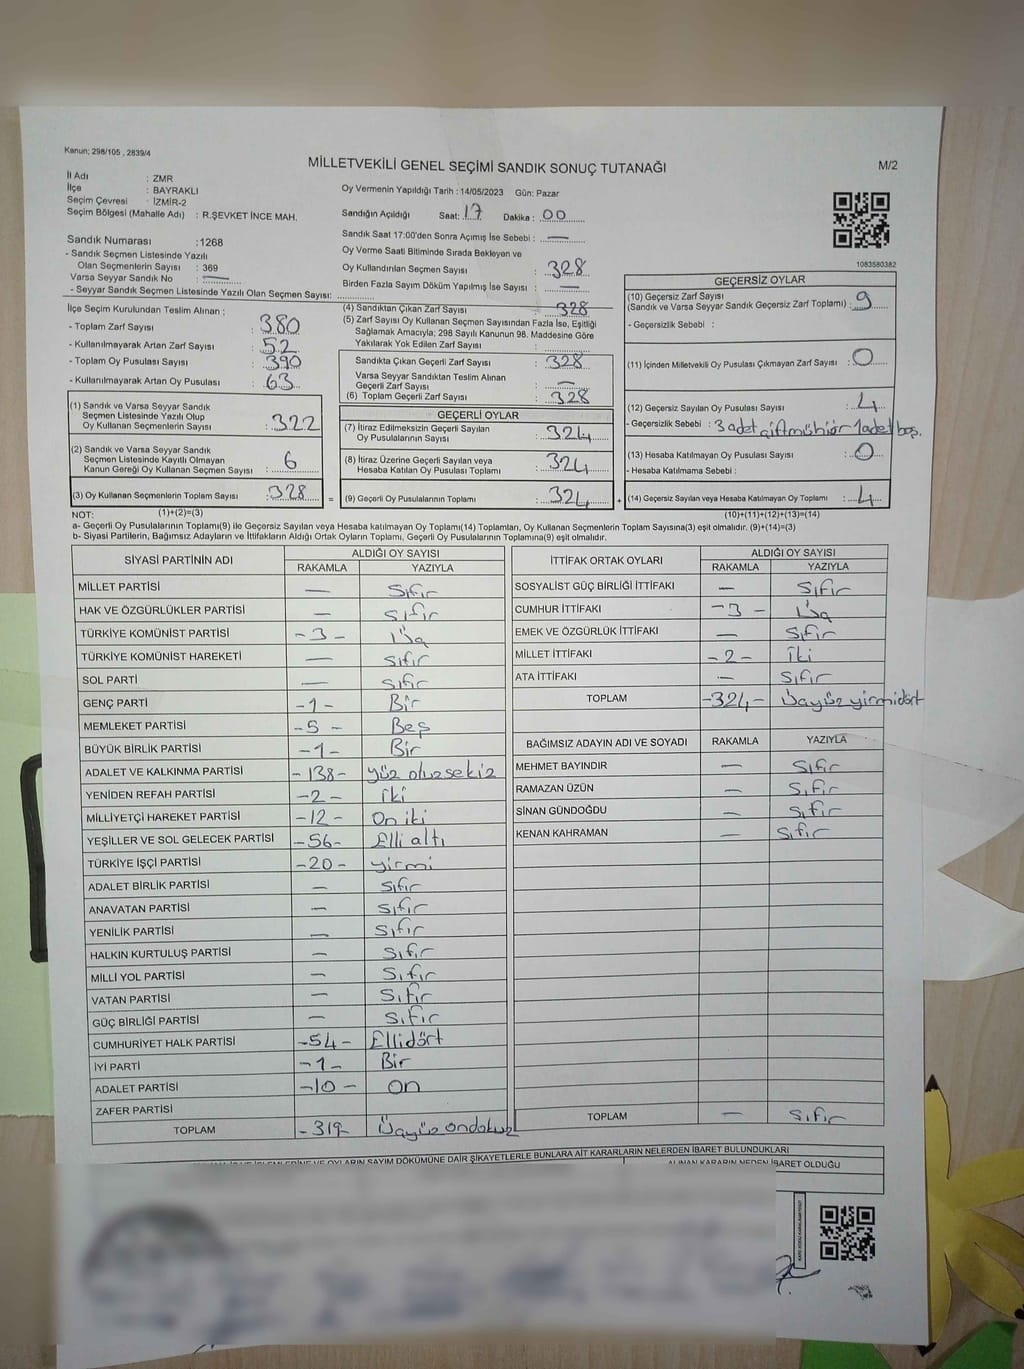 Kanun; 298/105 , 2839/4
MİLLETVEKİLİ GENEL SEÇİMİ SANDIK SONUÇ TUTANAĞI
M/2
İl Adı : ZMR
İlçe : BAYRAKLI
Seçim Çevresi : İZMİR-2
Seçim Bölgesi (Mahalle Adı) : R.ŞEVKET İNCE MAH.
Sandık Numarası :1268
- Sandık Seçmen Listesinde Yazılı
Olan Seçmenlerin Sayısı : 369
Varsa Seyyar Sandık No : —
- Seyyar Sandık Seçmen Listesinde Yazılı Olan Seçmen Sayısı:
Oy Vermenin Yapıldığı Tarih : 14/05/2023 Gün: Pazar
Sandığın Açıldığı Saat: 17 Dakika : 00
Sandık Saat 17:00'den Sonra Açımış İse Sebebi : —
Oy Verme Saati Bitiminde Sırada Bekleyen ve
Oy Kullandırılan Seçmen Sayısı : 328
Birden Fazla Sayım Döküm Yapılmış İse Sayısı : —
1083580382
İlçe Seçim Kurulundan Teslim Alınan ;
- Toplam Zarf Sayısı : 380
- Kullanılmayarak Artan Zarf Sayısı : 52
- Toplam Oy Pusulası Sayısı : 390
- Kullanılmayarak Artan Oy Pusulası : 63
(1) Sandık ve Varsa Seyyar Sandık
Seçmen Listesinde Yazılı Olup
Oy Kullanan Seçmenlerin Sayısı : 322
(2) Sandık ve Varsa Seyyar Sandık
Seçmen Listesinde Kayıtlı Olmayan
Kanun Gereği Oy Kullanan Seçmen Sayısı : 6
(3) Oy Kullanan Seçmenlerin Toplam Sayısı : 328
(4) Sandıktan Çıkan Zarf Sayısı : 328
(5) Zarf Sayısı Oy Kullanan Seçmen Sayısından Fazla İse, Eşitliği
Sağlamak Amacıyla; 298 Sayılı Kanunun 98. Maddesine Göre
Yakılarak Yok Edilen Zarf Sayısı :
Sandıkta Çıkan Geçerli Zarf Sayısı : 328
Varsa Seyyar Sandıktan Teslim Alınan
Geçerli Zarf Sayısı : —
(6) Toplam Geçerli Zarf Sayısı : 328
GEÇERLİ OYLAR
(7) İtiraz Edilmeksizin Geçerli Sayılan
Oy Pusulalarının Sayısı : 324
(8) İtiraz Üzerine Geçerli Sayılan veya
Hesaba Katılan Oy Pusulası Toplamı : 324
= (9) Geçerli Oy Pusulalarının Toplamı : 324
GEÇERSİZ OYLAR
(10) Geçersiz Zarf Sayısı
(Sandık ve Varsa Seyyar Sandık Geçersiz Zarf Toplamı) : 9
- Geçersizlik Sebebi :
(11) İçinden Milletvekili Oy Pusulası Çıkmayan Zarf Sayısı : 0
(12) Geçersiz Sayılan Oy Pusulası Sayısı : 4
- Geçersizlik Sebebi : 3 adet çift mühür 1 adet boş.
(13) Hesaba Katılmayan Oy Pusulası Sayısı : 0
- Hesaba Katılmama Sebebi :
+ (14) Geçersiz Sayılan veya Hesaba Katılmayan Oy Toplamı : 4
NOT: (1)+(2)=(3)
(10)+(11)+(12)+(13)=(14)
a- Geçerli Oy Pusulalarının Toplamı(9) ile Geçersiz Sayılan veya Hesaba katılmayan Oy Toplamı(14) Toplamları, Oy Kullanan Seçmenlerin Toplam Sayısına(3) eşit olmalıdır. (9)+(14)=(3)
b- Siyasi Partilerin, Bağımsız Adayların ve İttifakların Aldığı Ortak Oyların Toplamı, Geçerli Oy Pusulalarının Toplamına(9) eşit olmalıdır.
SİYASİ PARTİNİN ADI ALDIĞI OY SAYISI
RAKAMLA YAZIYLA
MİLLET PARTİSİ — Sıfır
HAK VE ÖZGÜRLÜKLER PARTİSİ — Sıfır
TÜRKİYE KOMÜNİST PARTİSİ -3- Üç
TÜRKİYE KOMÜNİST HAREKETİ — Sıfır
SOL PARTİ — Sıfır
GENÇ PARTİ -1- Bir
MEMLEKET PARTİSİ -5- Beş
BÜYÜK BİRLİK PARTİSİ -1- Bir
ADALET VE KALKINMA PARTİSİ -138- yüz otuz sekiz
YENİDEN REFAH PARTİSİ -2- İki
MİLLİYETÇİ HAREKET PARTİSİ -12- On iki
YEŞİLLER VE SOL GELECEK PARTİSİ -56- Elli altı
TÜRKİYE İŞÇİ PARTİSİ -20- yirmi
ADALET BİRLİK PARTİSİ — Sıfır
ANAVATAN PARTİSİ — Sıfır
YENİLİK PARTİSİ — Sıfır
HALKIN KURTULUŞ PARTİSİ — Sıfır
MİLLİ YOL PARTİSİ — Sıfır
VATAN PARTİSİ — Sıfır
GÜÇ BİRLİĞİ PARTİSİ — Sıfır
CUMHURİYET HALK PARTİSİ -54- Ellidört
İYİ PARTİ -1- Bir
ADALET PARTİSİ -10- On
ZAFER PARTİSİ
TOPLAM -319- Üçyüz ondokuz
İTTİFAK ORTAK OYLARI ALDIĞI OY SAYISI
RAKAMLA YAZIYLA
SOSYALİST GÜÇ BİRLİĞİ İTTİFAKI — Sıfır
CUMHUR İTTİFAKI -3- Üç
EMEK VE ÖZGÜRLÜK İTTİFAKI — Sıfır
MİLLET İTTİFAKI -2- İki
ATA İTTİFAKI — Sıfır
TOPLAM -324- Üçyüz yirmidört
BAĞIMSIZ ADAYIN ADI VE SOYADI RAKAMLA YAZIYLA
MEHMET BAYINDIR — Sıfır
RAMAZAN ÜZÜN — Sıfır
SİNAN GÜNDOĞDU — Sıfır
KENAN KAHRAMAN — Sıfır
TOPLAM — Sıfır
OYLARIN SAYIM DÖKÜMÜNE DAİR ŞİKAYETLERLE BUNLARA AİT KARARLARIN NELERDEN İBARET BULUNDUKLARI
ALINAN KARARIN NEDEN İBARET OLDUĞU